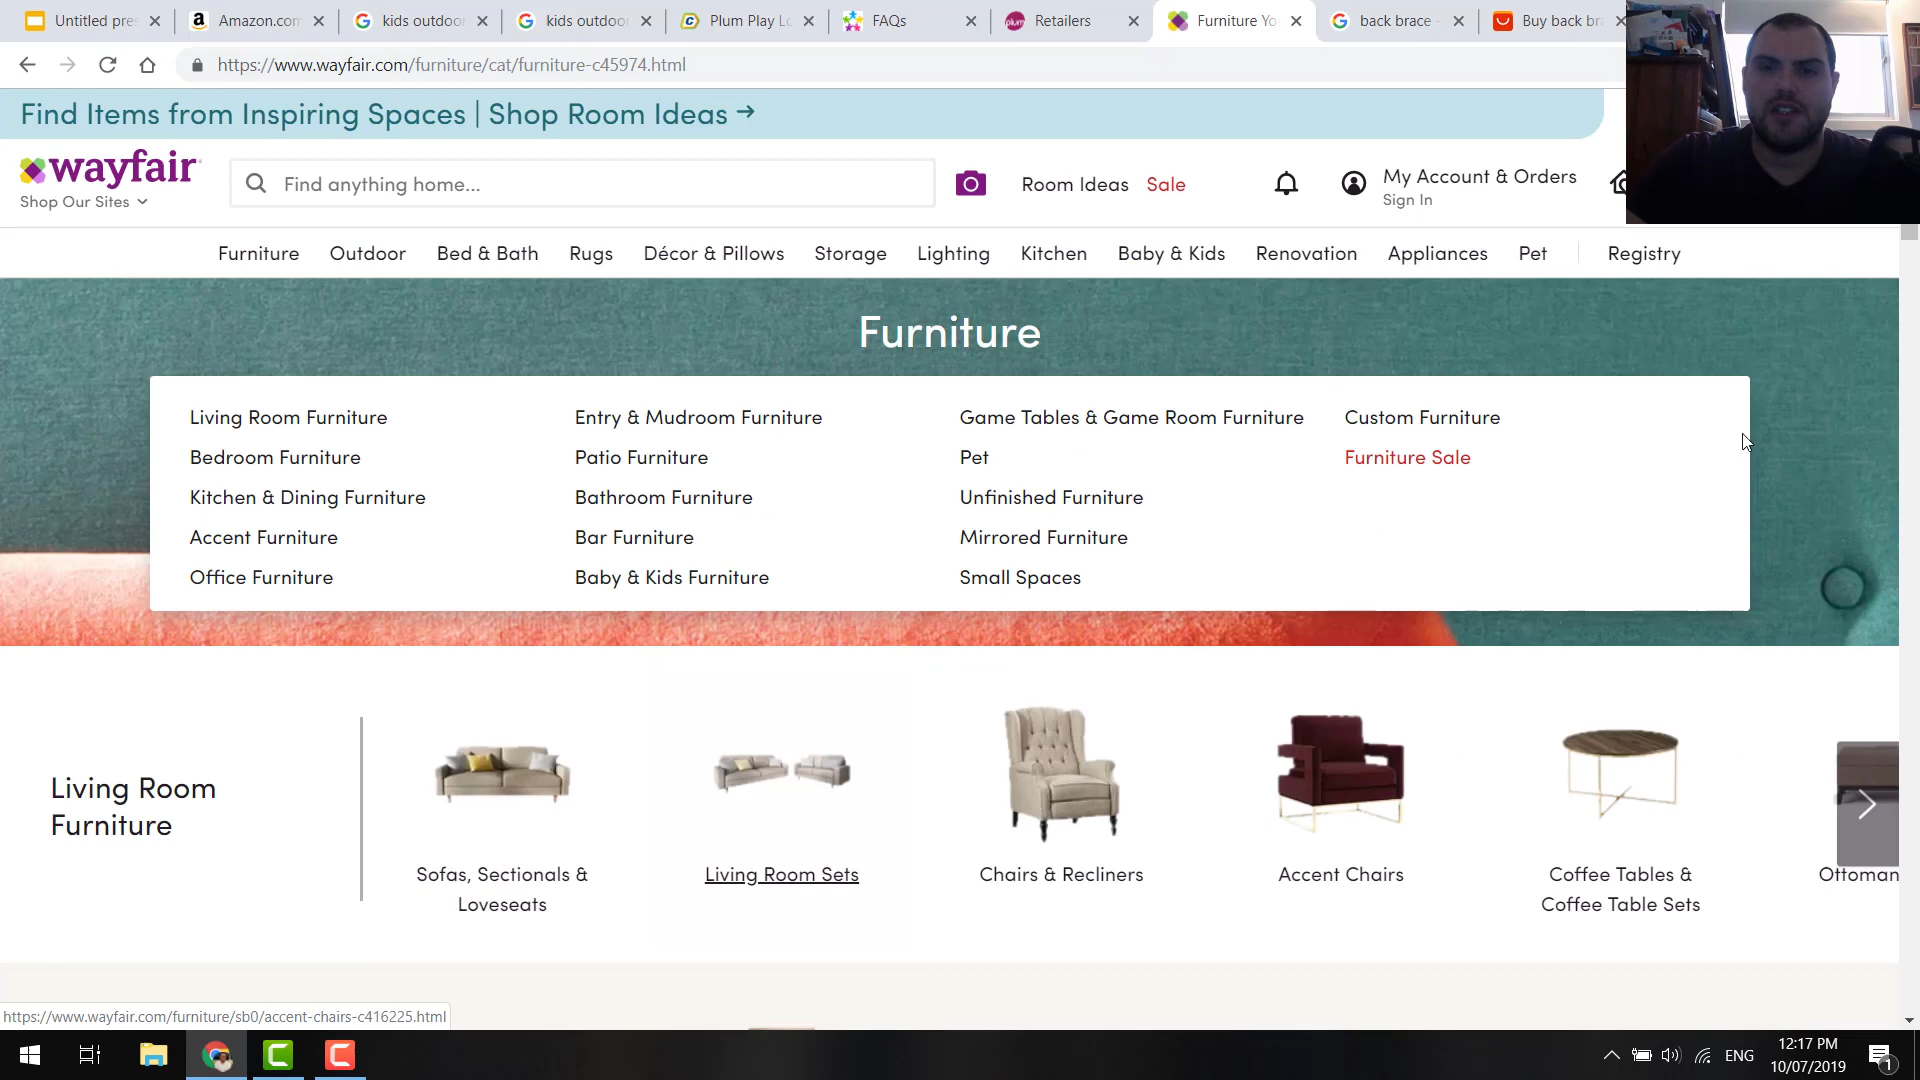 Untitled pre
Amazon.com
kids outdoo
kids outdoo
Plum Play Lo
FAQs
Retailers
Furniture Yo
back brace -
Buy back br
https://www.wayfair.com/furniture/cat/furniture-c45974.html
Find Items from Inspiring Spaces | Shop Room Ideas →
wayfair
Shop Our Sites
Find anything home...
Room Ideas
Sale
My Account & Orders
Sign In
Furniture
Outdoor
Bed & Bath
Rugs
Décor & Pillows
Storage
Lighting
Kitchen
Baby & Kids
Renovation
Appliances
Pet
Registry
Furniture
Living Room Furniture
Bedroom Furniture
Kitchen & Dining Furniture
Accent Furniture
Office Furniture
Entry & Mudroom Furniture
Patio Furniture
Bathroom Furniture
Bar Furniture
Baby & Kids Furniture
Game Tables & Game Room Furniture
Pet
Unfinished Furniture
Mirrored Furniture
Small Spaces
Custom Furniture
Furniture Sale
Living Room
Furniture
Sofas, Sectionals &
Loveseats
Living Room Sets
Chairs & Recliners
Accent Chairs
Coffee Tables &
Coffee Table Sets
Ottoman
https://www.wayfair.com/furniture/sb0/accent-chairs-c416225.html
ENG
12:17 PM
10/07/2019
1